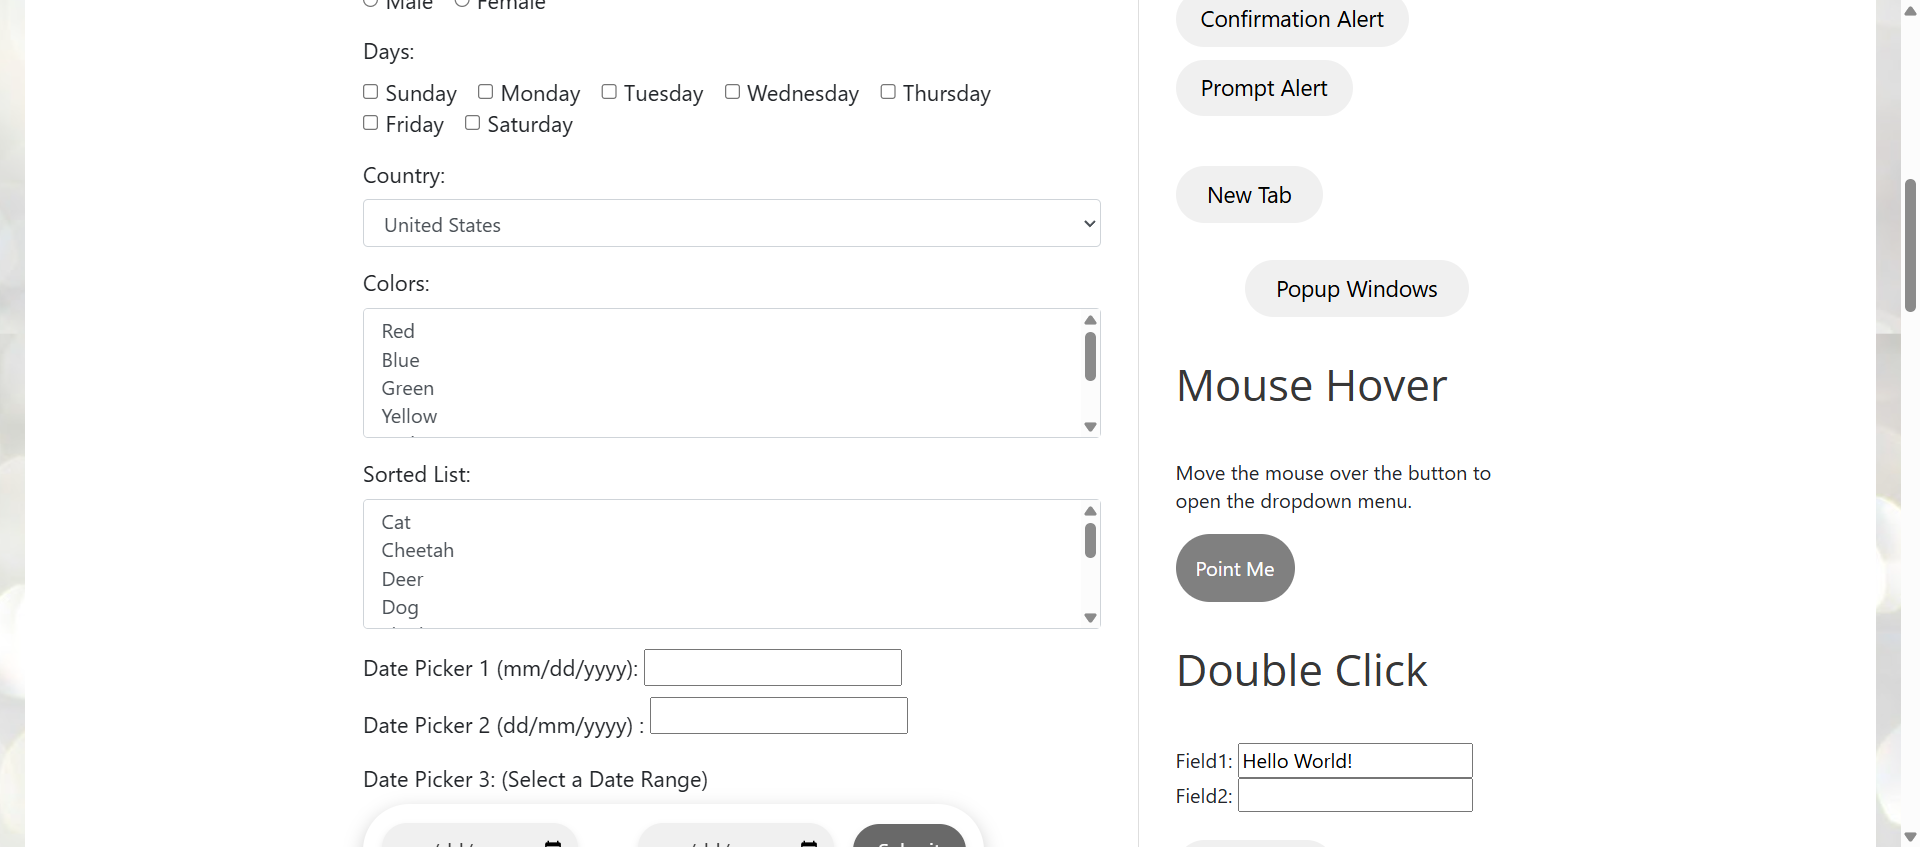 Male Female
Days:
Sunday Monday Tuesday Wednesday Thursday
Friday Saturday
Country:
United States
Colors:
Red
Blue
Green
Yellow
Sorted List:
Cat
Cheetah
Deer
Dog
Date Picker 1 (mm/dd/yyyy):
Date Picker 2 (dd/mm/yyyy) :
Date Picker 3: (Select a Date Range)
Submit
Confirmation Alert
Prompt Alert
New Tab
Popup Windows
Mouse Hover
Move the mouse over the button to
open the dropdown menu.
Point Me
Double Click
Field1: Hello World!
Field2: